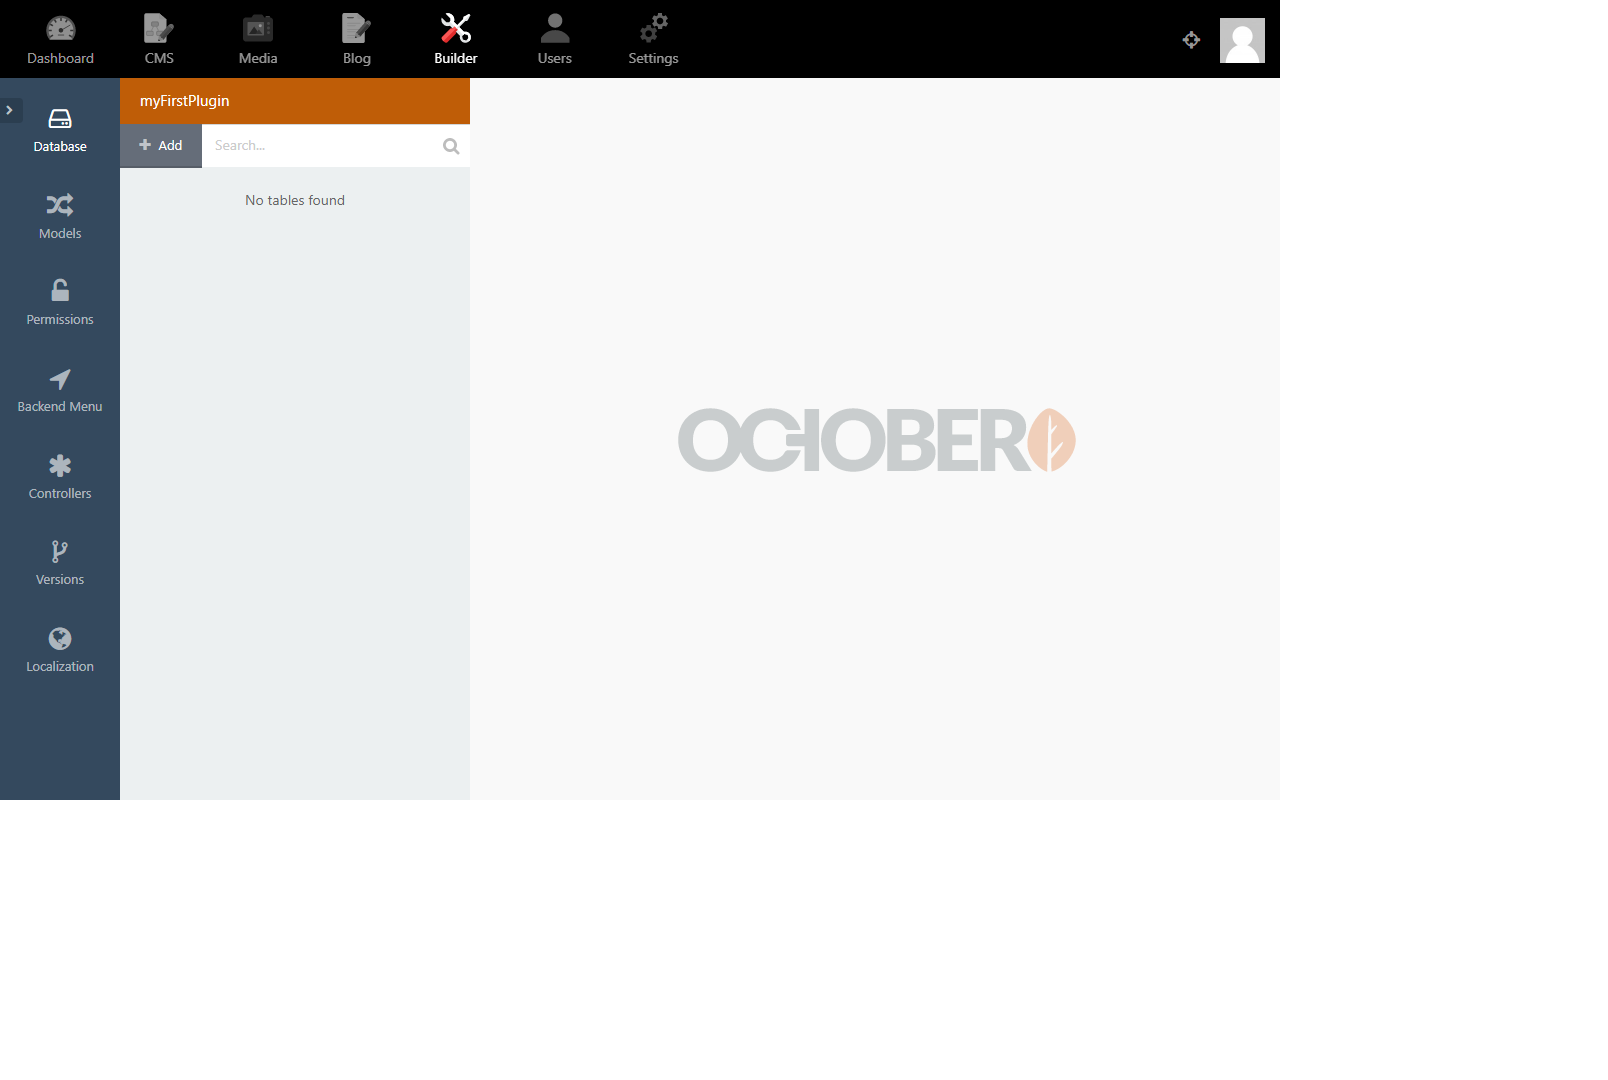 Dashboard CMS Media Blog Builder Users Settings
myFirstPlugin
Add Search...
No tables found
Database
Models
Permissions
Backend Menu
Controllers
Versions
Localization
OCTOBER